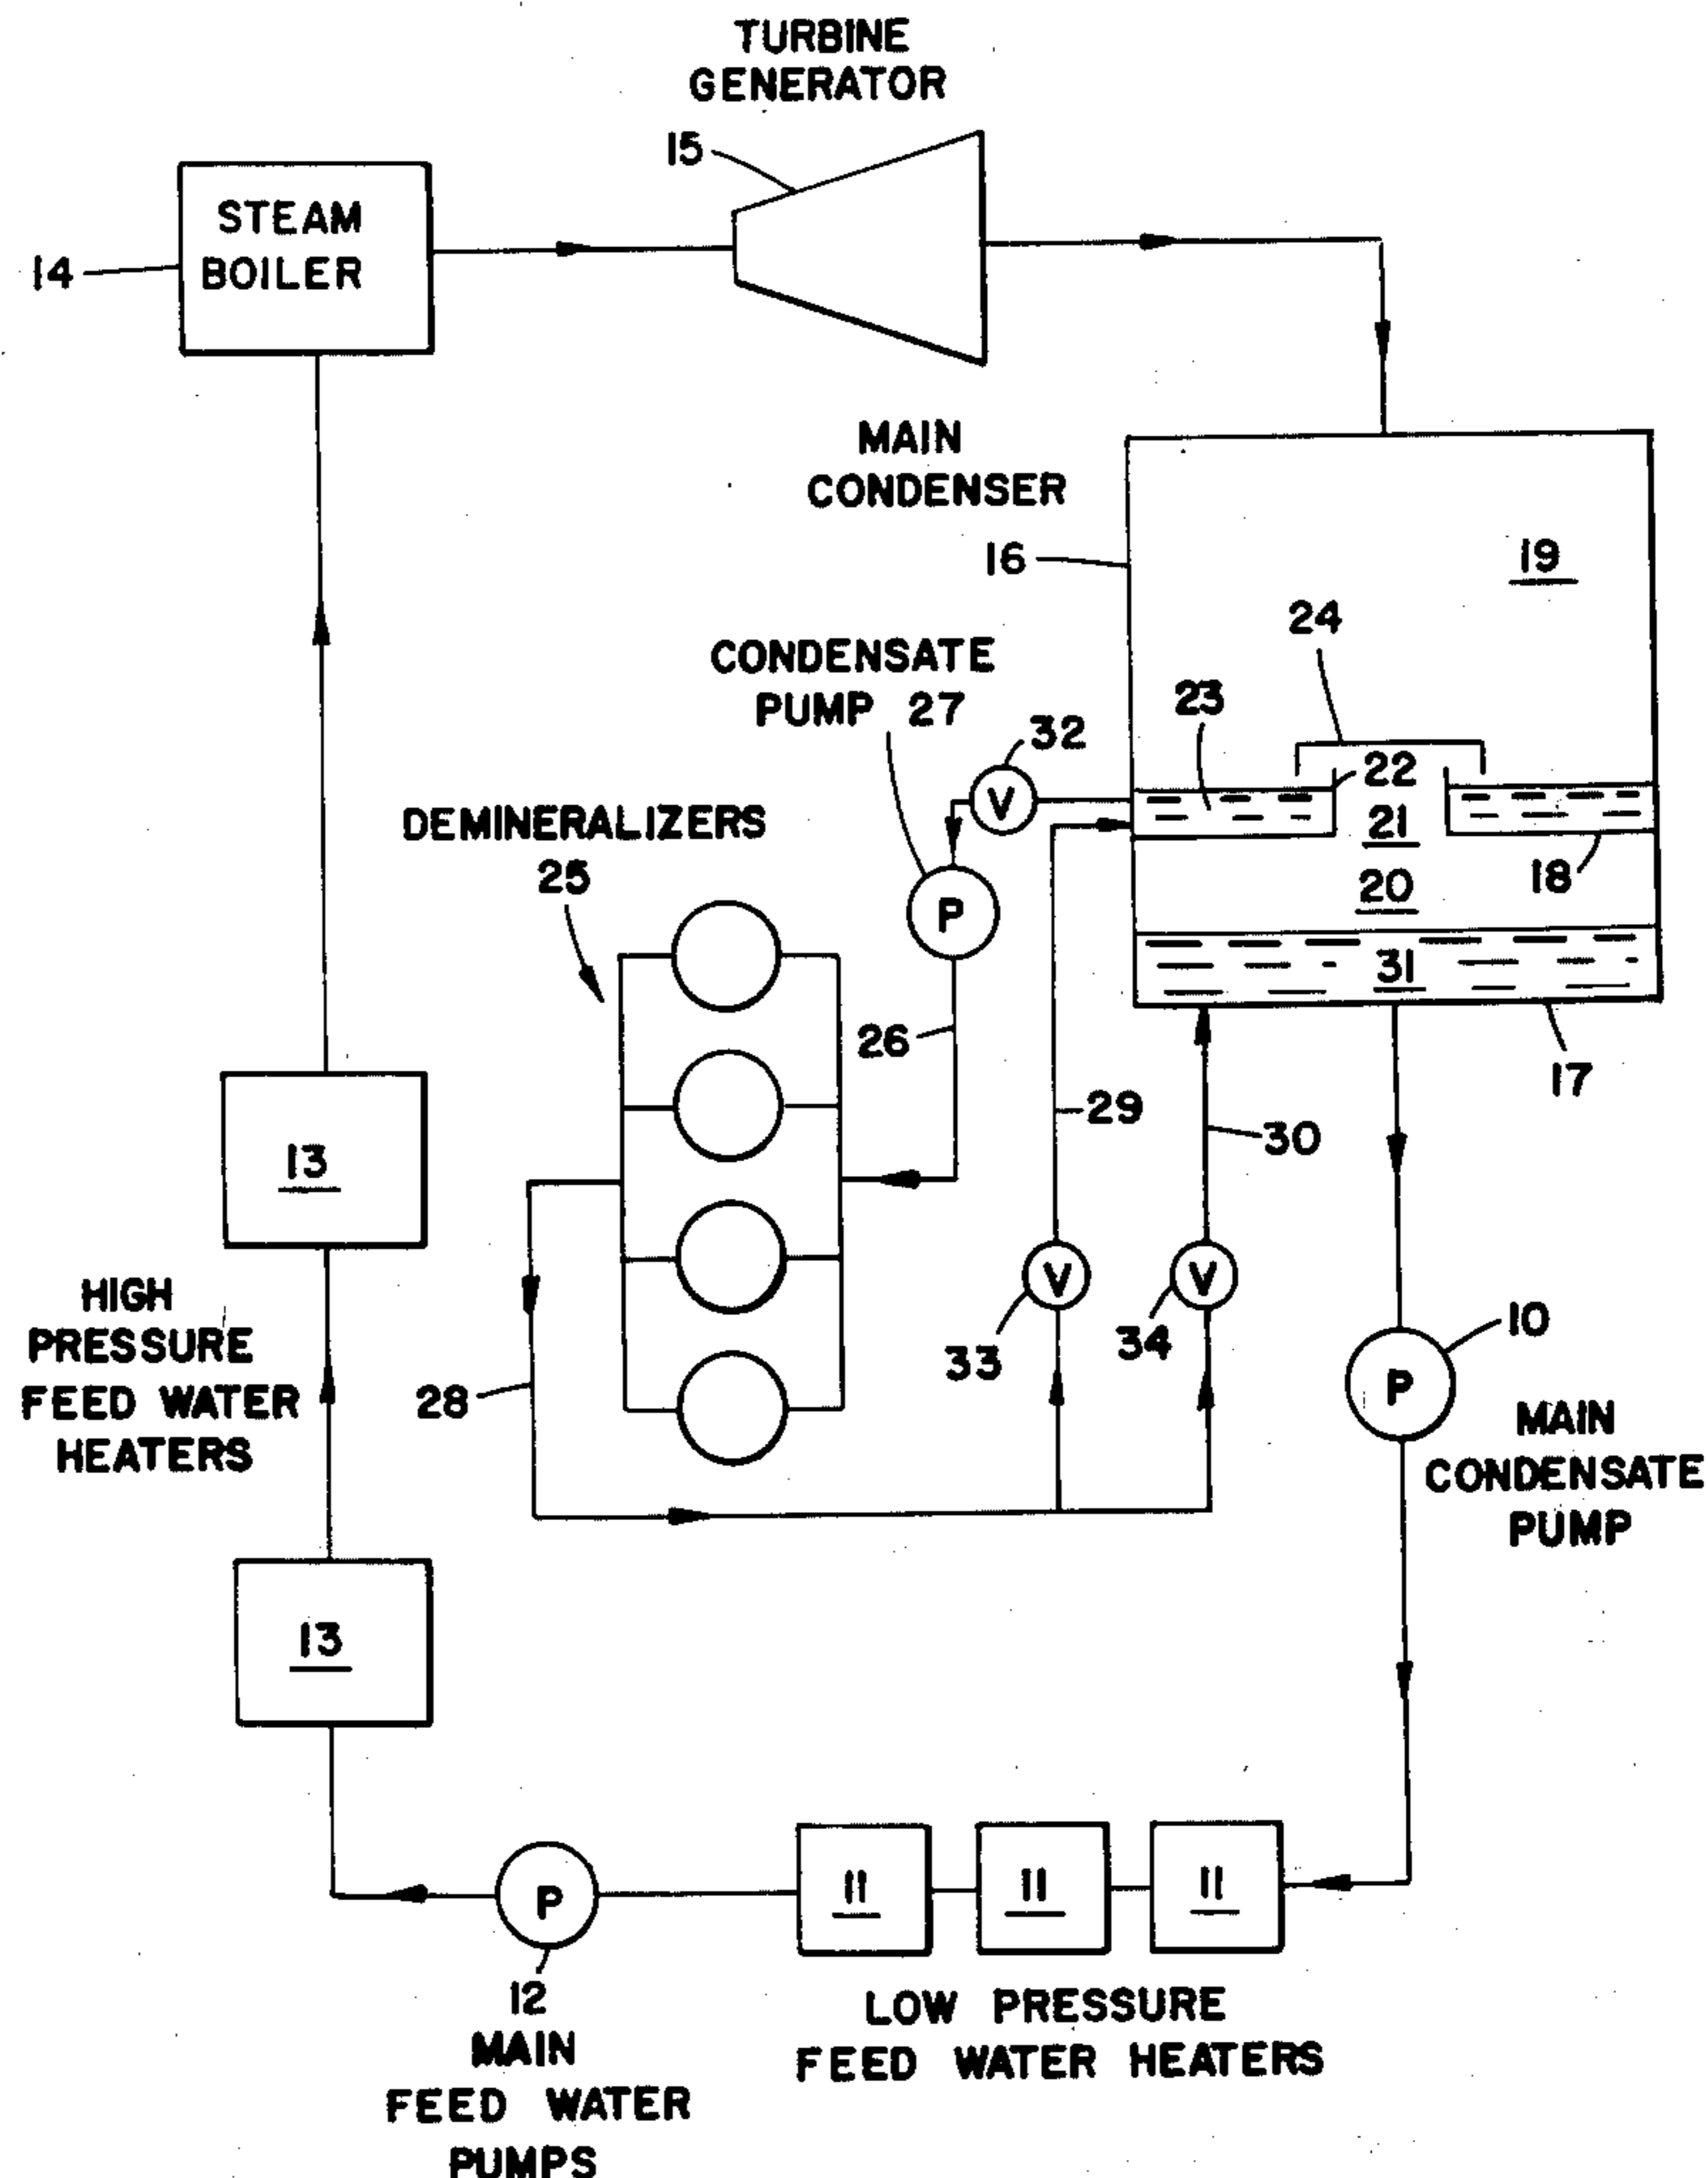 TURBINE
GENERATOR
15
STEAM
BOILER
14
MAIN
CONDENSER
16
19
24
CONDENSATE
PUMP 27
23
32
22
V
21
DEMINERALIZERS
25
18
20
P
31
26
17
29
30
13
V
V
HIGH
PRESSURE
FEED WATER
HEATERS
33
34
10
P
28
MAIN
CONDENSATE
PUMP
13
11
11
11
P
12
MAIN
FEED WATER
PUMPS
LOW PRESSURE
FEED WATER HEATERS